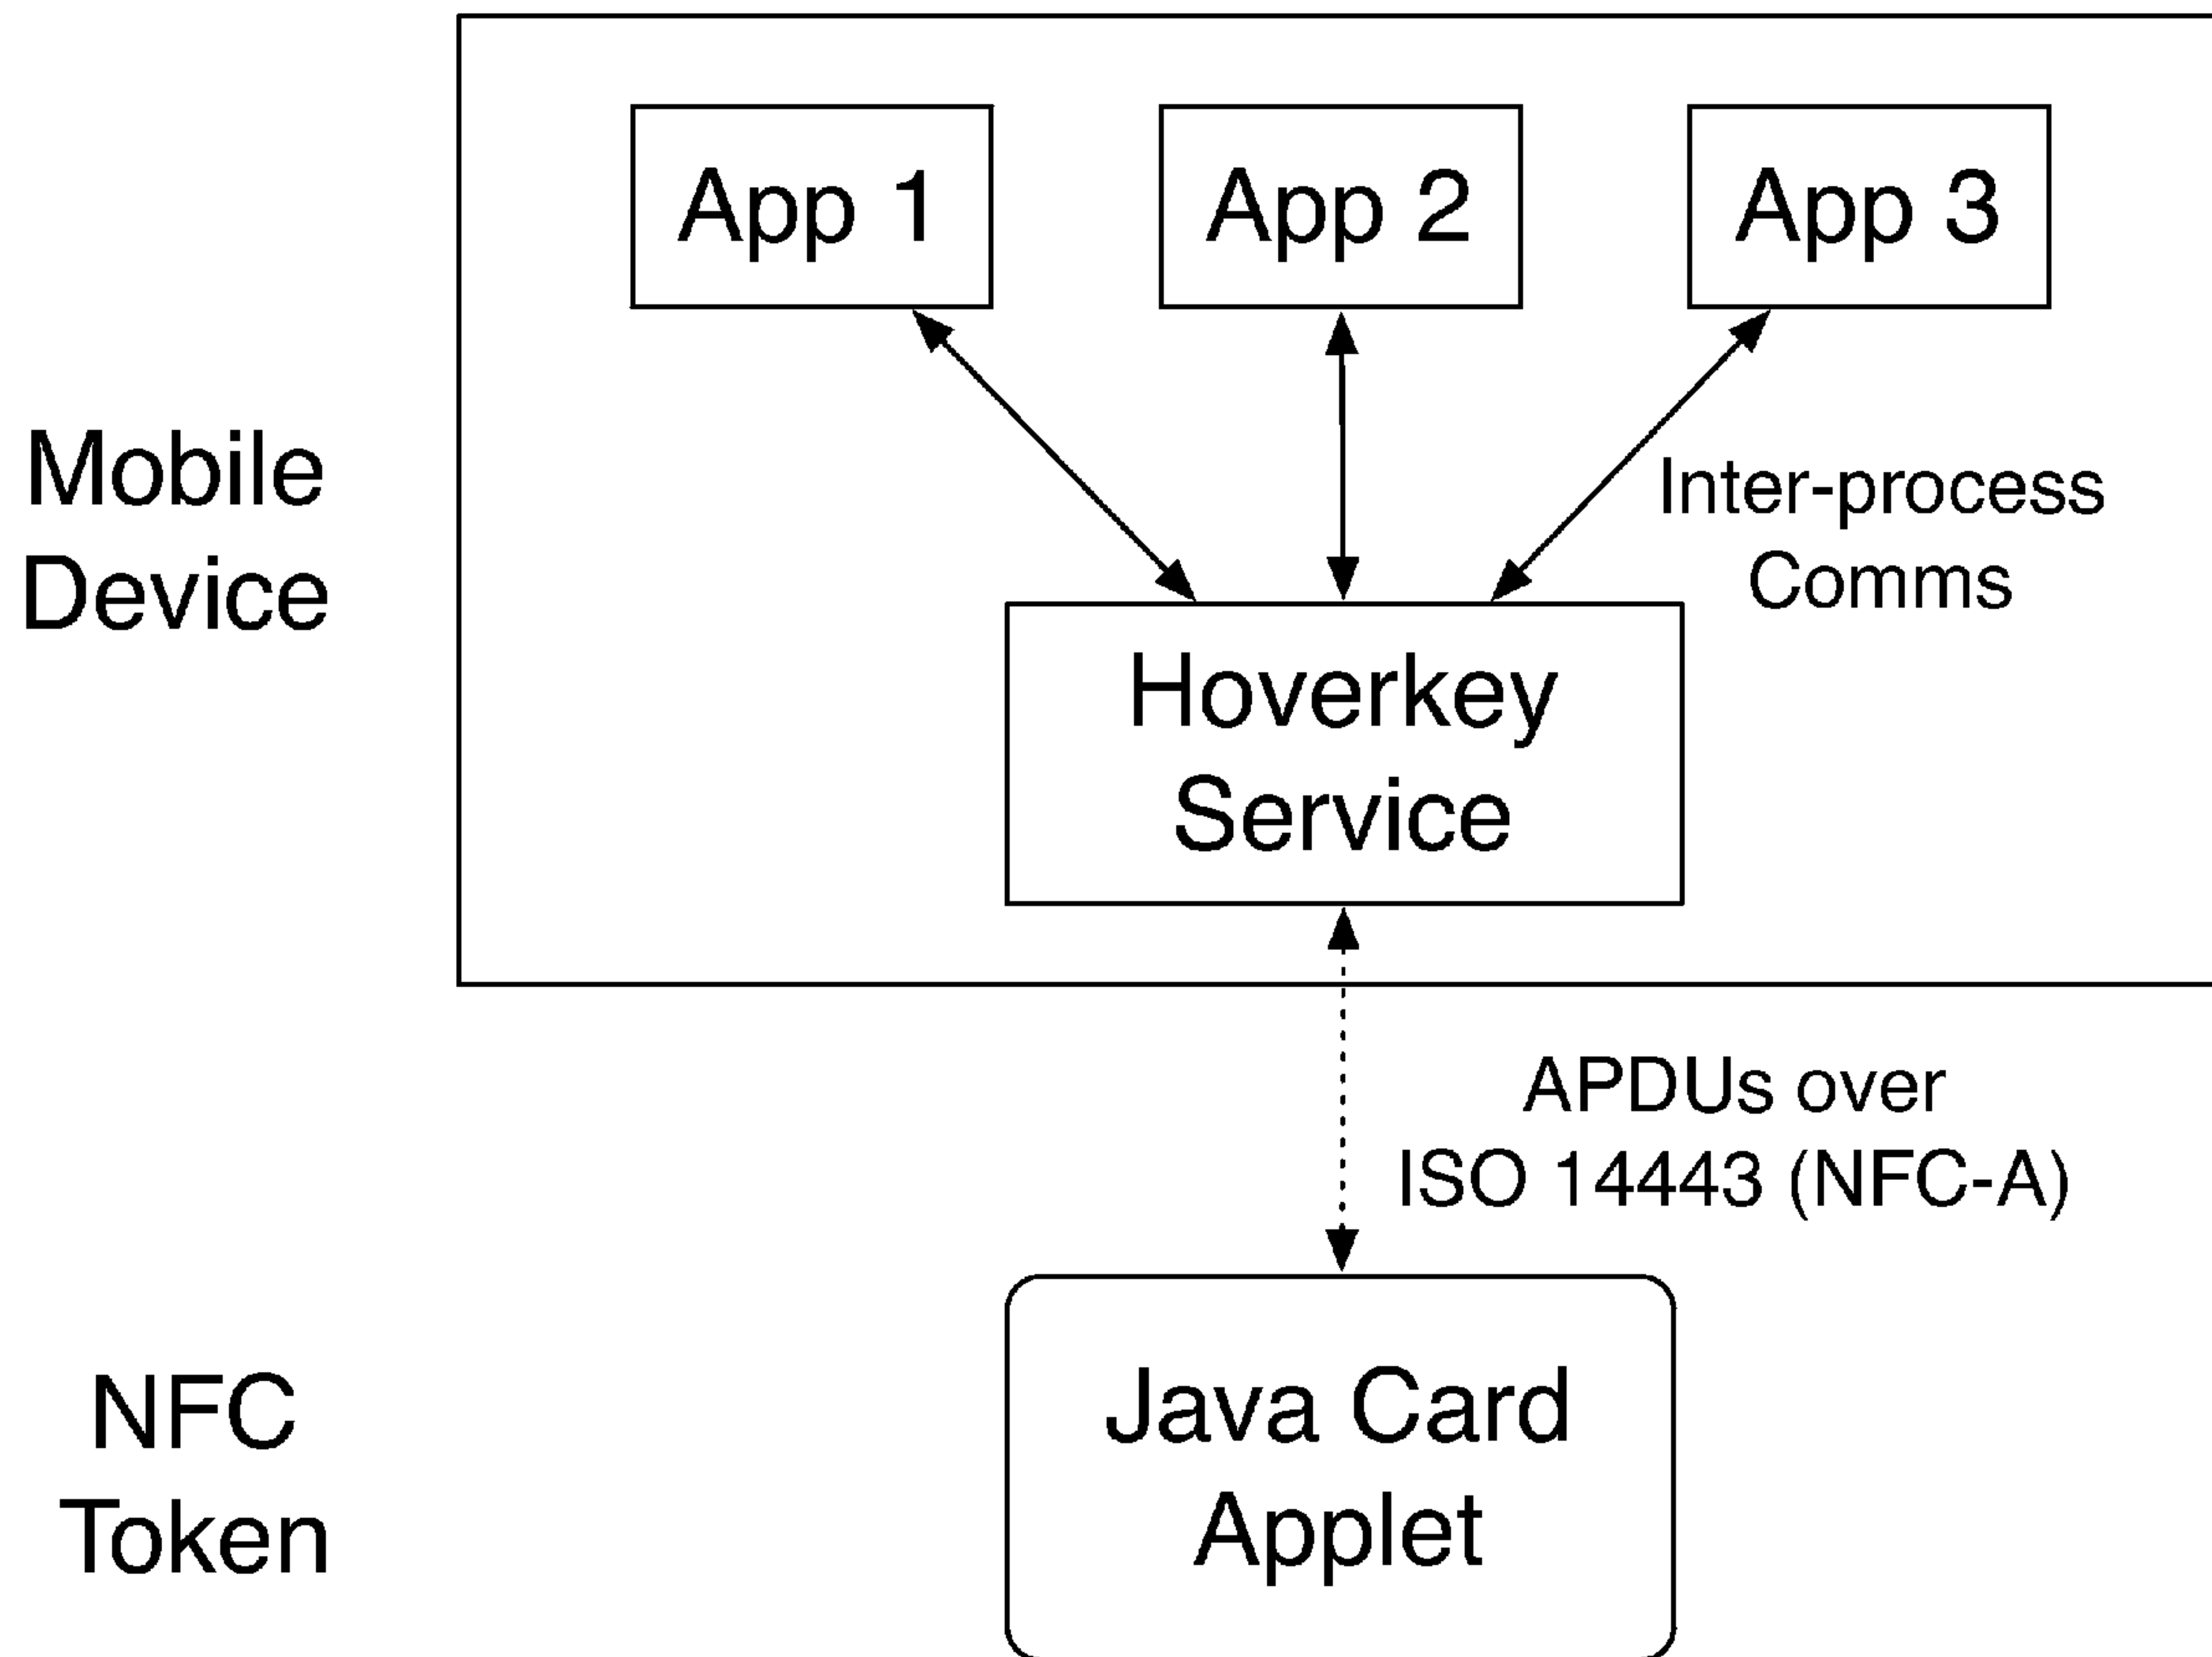 App 1
App 2
App 3
Mobile
Device
Inter-process
Comms
Hoverkey
Service
APDUs over
ISO 14443 (NFC-A)
NFC
Token
Java Card
Applet